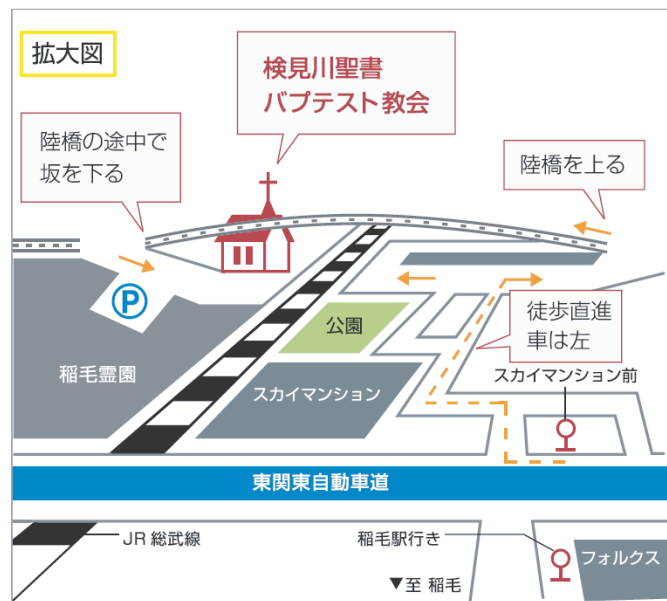 拡大図
検見川聖書
バプテスト教会
陸橋の途中で
坂を下る
陸橋を上る
P
公園
徒歩直進
車は左
稲毛霊園
スカイマンション
スカイマンション前
東関東自動車道
JR 総武線
稲毛駅行き
フォルクス
▼至 稲毛